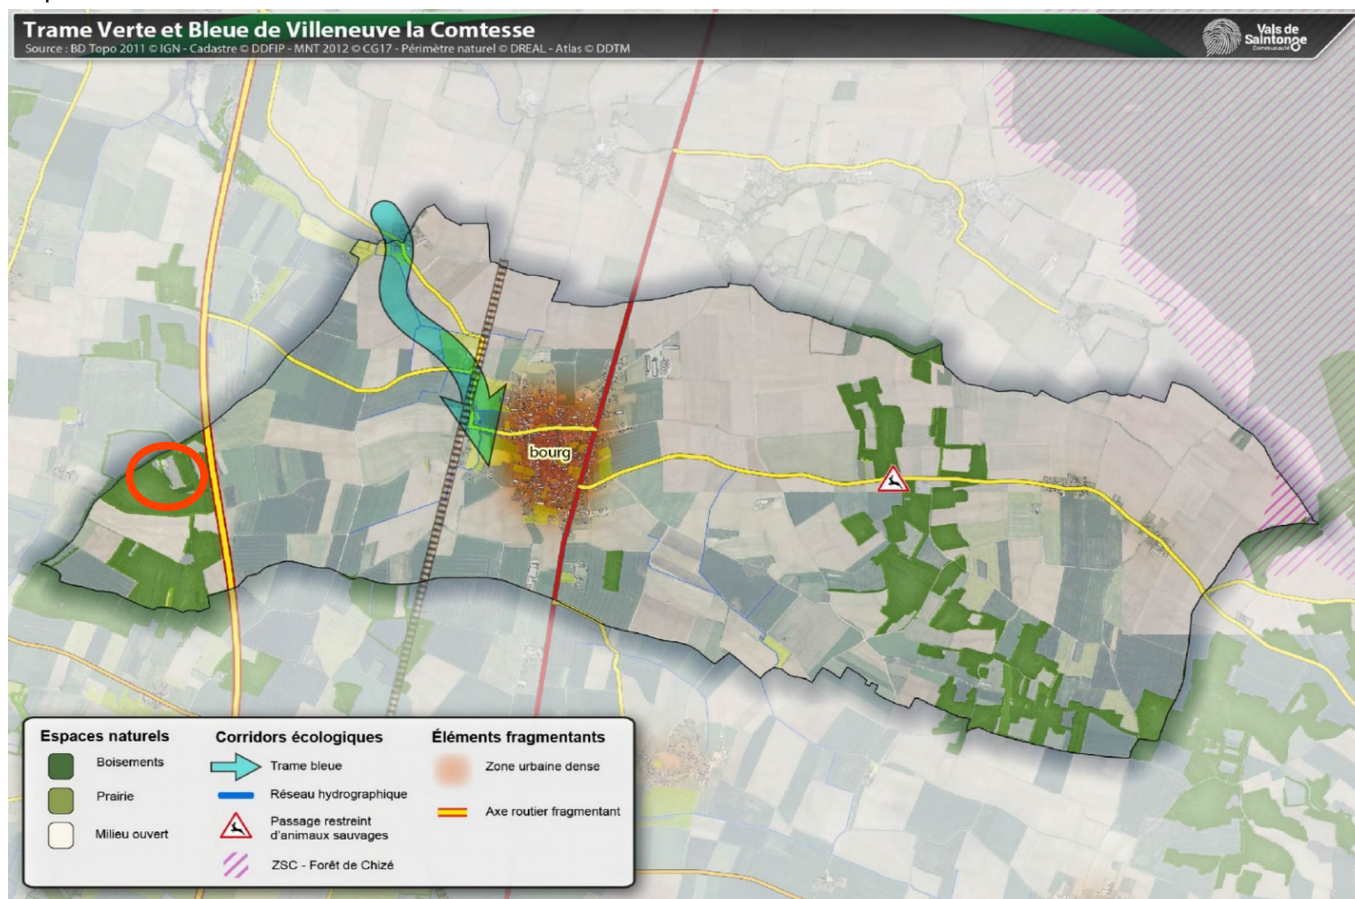 Trame Verte et Bleue de Villeneuve la Comtesse
Source : BD Topo 2011 © IGN - Cadastre © DDFIP - MNT 2012 © CG17 - Périmètre naturel © DREAL - Atlas © DDTM
Vals de
Saintonge
Communauté
bourg
Espaces naturels
Boisements
Prairie
Milieu ouvert
Corridors écologiques
Trame bleue
Réseau hydrographique
Passage restreint
d'animaux sauvages
ZSC - Forêt de Chizé
Éléments fragmentants
Zone urbaine dense
Axe routier fragmentant